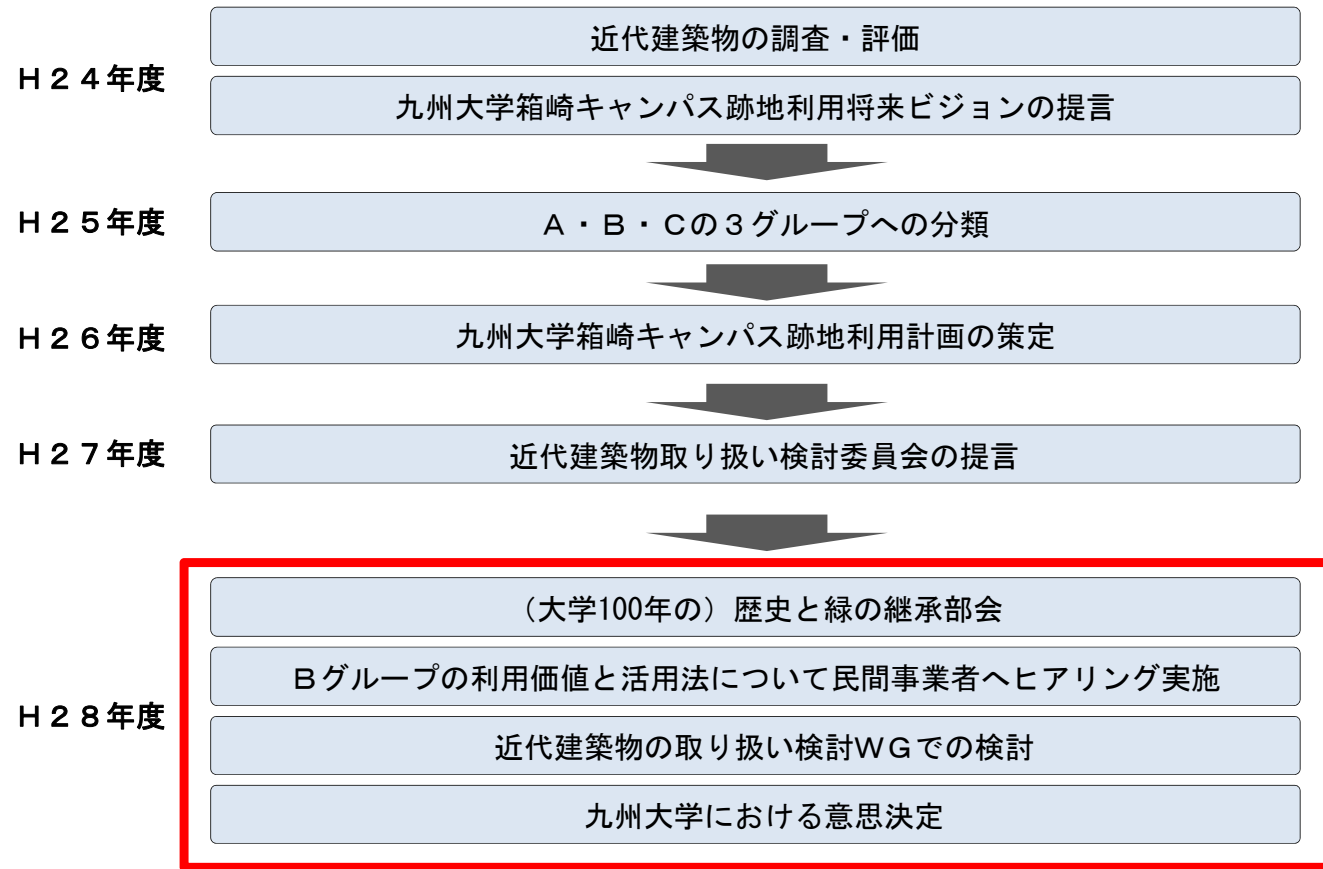 近代建築物の調査・評価
H24年度
九州大学箱崎キャンパス跡地利用将来ビジョンの提言
H25年度
A・B・Cの3グループへの分類
H26年度
九州大学箱崎キャンパス跡地利用計画の策定
H27年度
近代建築物取り扱い検討委員会の提言
(大学100年の)歴史と緑の継承部会
Bグループの利用価値と活用法について民間事業者へヒアリング実施
H28年度
近代建築物の取り扱い検討WGでの検討
九州大学における意思決定